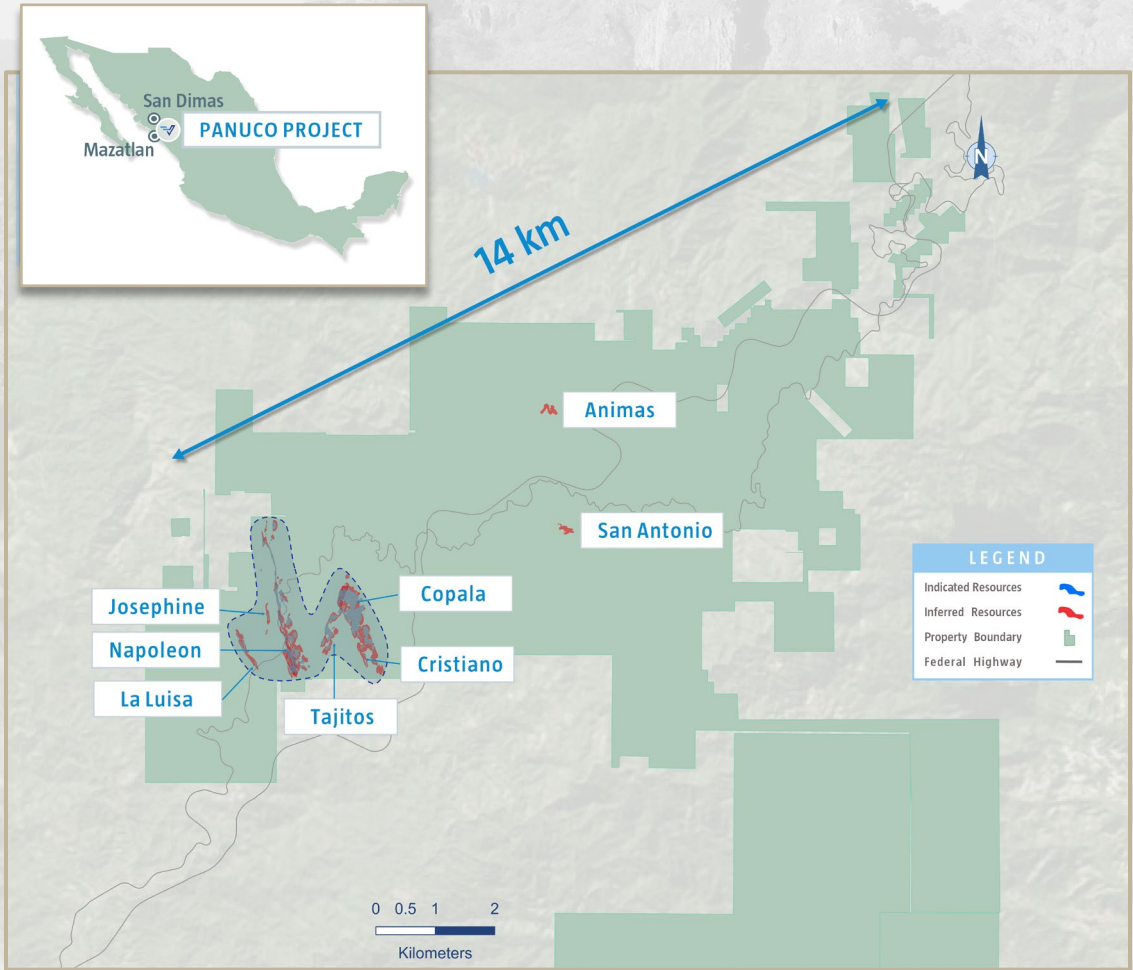 San Dimas
PANUCO PROJECT
Mazatlan
N
14 km
Animas
San Antonio
Josephine
Copala
Napoleon
Cristiano
La Luisa
Tajitos
LEGEND
Indicated Resources
Inferred Resources
Property Boundary
Federal Highway
0 0.5 1 2
Kilometers